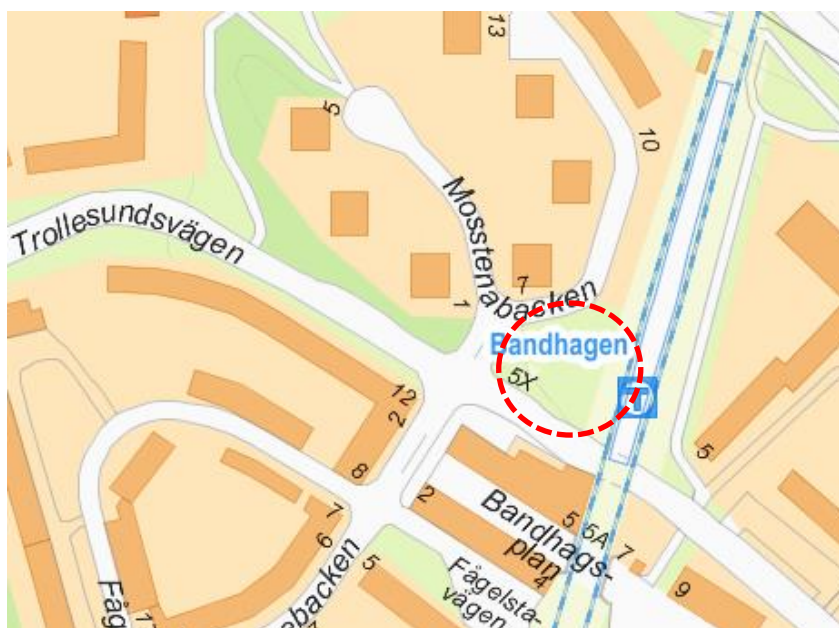 13
5
10
Mosstenabacken
Trollesundsvägen
7
1
Bandhagen
5X
12
2
8
5
2
Bandhags-
plan
5
5A
7
7
6
5
4
9
Fågelsta-
vägen
ebacken
Fåg